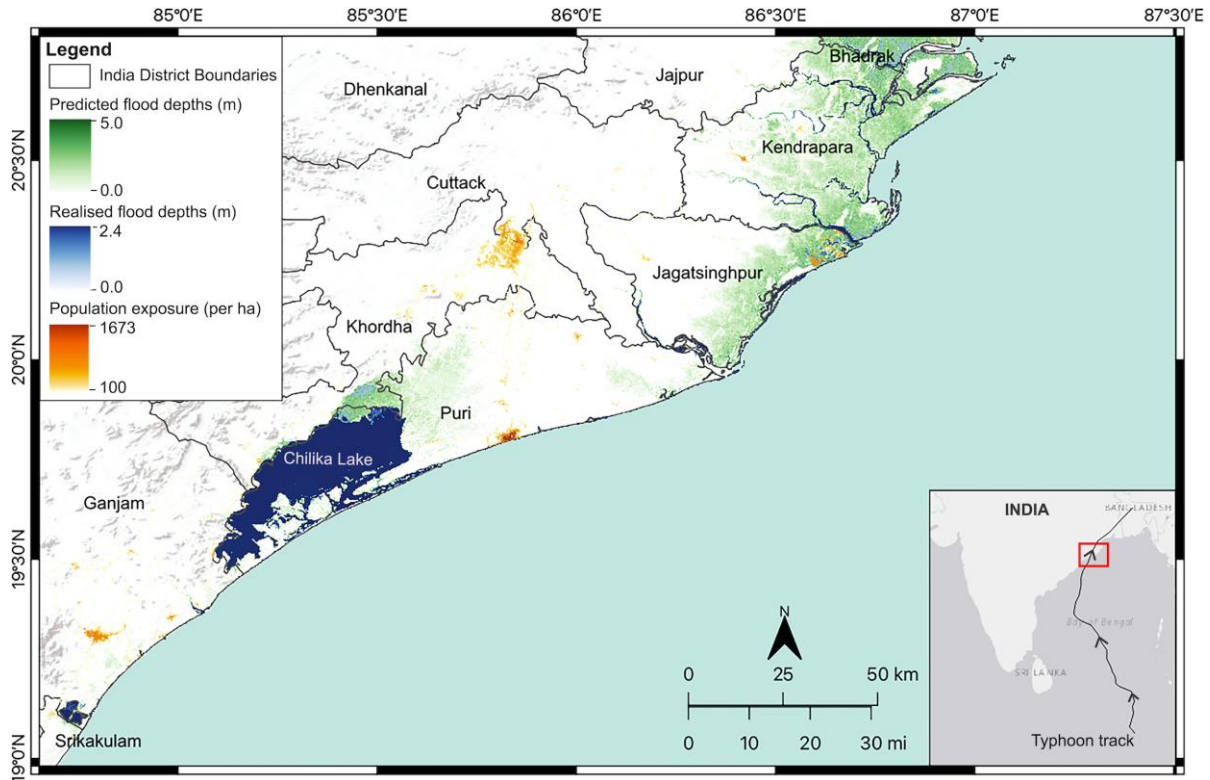 85°0'E 85°30'E 86°0'E 86°30'E 87°0'E 87°30'E
Legend
India District Boundaries
Predicted flood depths (m)
5.0
0.0
Realised flood depths (m)
2.4
0.0
Population exposure (per ha)
1673
100
20°30'N
20°0'N
19°30'N
19°0'N
Bhadrak
Jajpur
Dhenkanal
Kendrapara
Cuttack
Jagatsinghpur
Khordha
Puri
Chilika Lake
Ganjam
Srikakulam
N
0 25 50 km
0 10 20 30 mi
INDIA
BANGLADESH
Bay of Bengal
SRI LANKA
Typhoon track